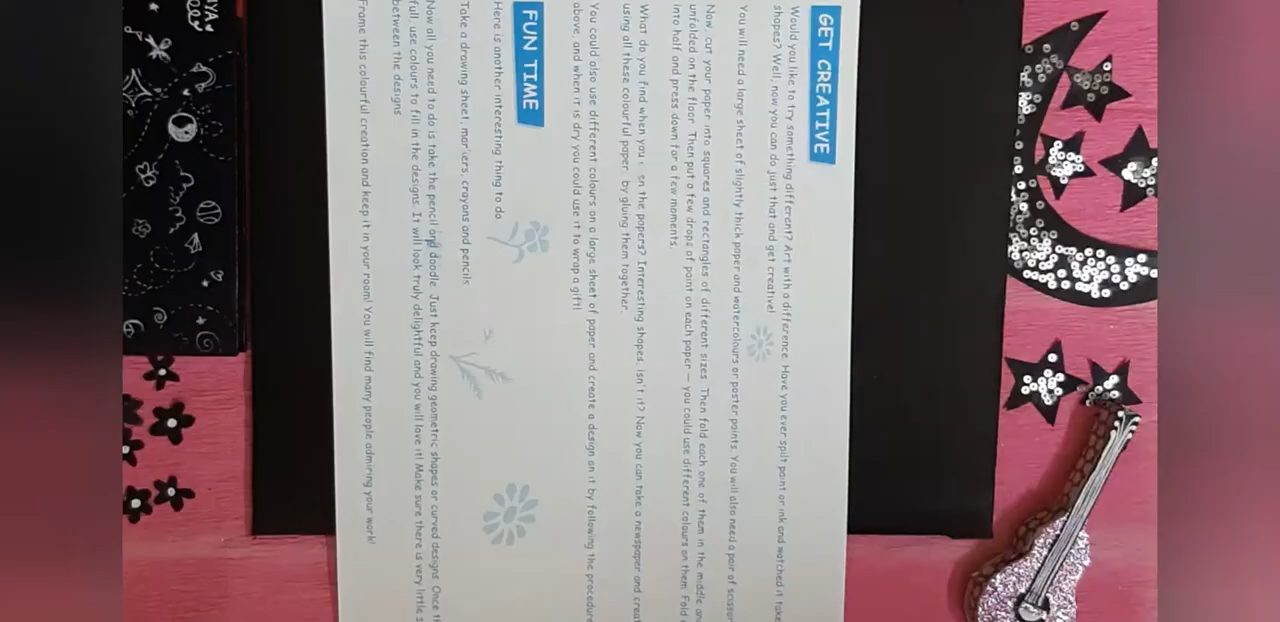 GET CREATIVE
Would you like to try something different? Art with a difference. Have you ever spilt paint or ink and watched it take
shapes? Well, now you can do just that and get creative!
You will need a large sheet of slightly thick paper and watercolours or poster paints. You will also need a pair of
Now, cut your paper into squares and rectangles of different sizes. Then fold each one of them in the middle
unfolded on the floor. Then put a few drops of paint on each paper – you could use different colours on them. Fold
into half and press down for a few moments.
What do you find when you the papers? Interesting shapes, isn't it? Now you can take a newspaper and
using all these colourful paper, by gluing them together.
You could also use different colours on a large sheet of paper and create a design on it by following the procedure
above, and when it is dry you could use it to wrap a gift!
FUN TIME
Here is another interesting thing to do
Take a drawing sheet, markers, crayons and pencils.
Now all you need to do is take the pencil and doodle. Just keep drawing geometric shapes or curved designs. Once
full, use colours to fill in the designs. It will look truly delightful and you will love it! Make sure there is very little
between the designs.
Frame this colourful creation and keep it in your room! You will find many people admiring your work!